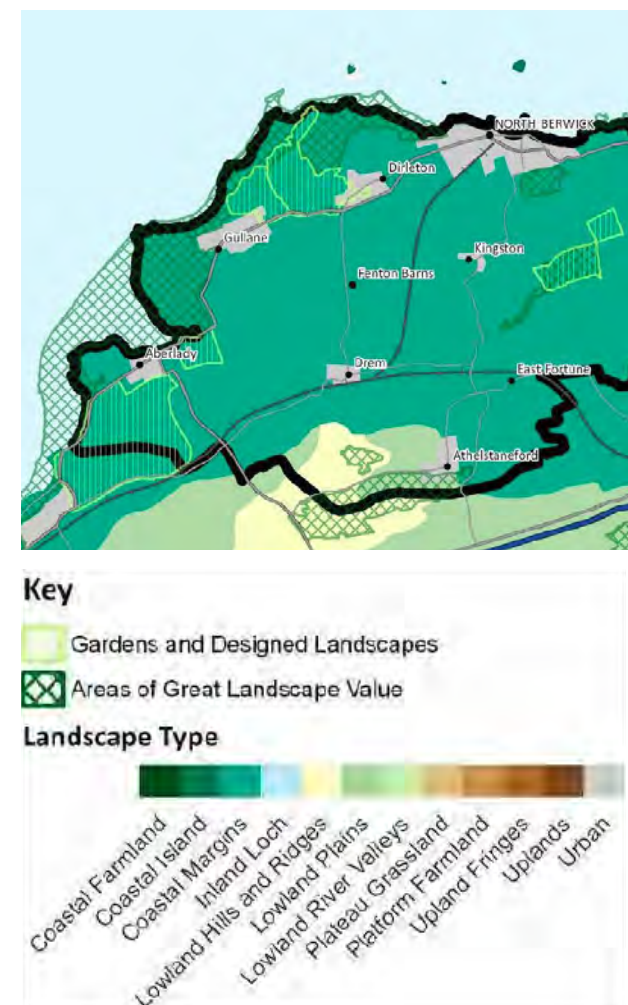 NORTH BERWICK
Dirleton
Gullane
Kingston
Fenton Barns
Aberlady
Drem
East Fortune
Athelstaneford
Key
Gardens and Designed Landscapes
Areas of Great Landscape Value
Landscape Type
Coastal Farmland
Coastal Island
Coastal Margins
Inland Loch
Lowland Hills and Ridges
Lowland Plains
Lowland River Valleys
Plateau Grassland
Platform Farmland
Upland Fringes
Uplands
Urban